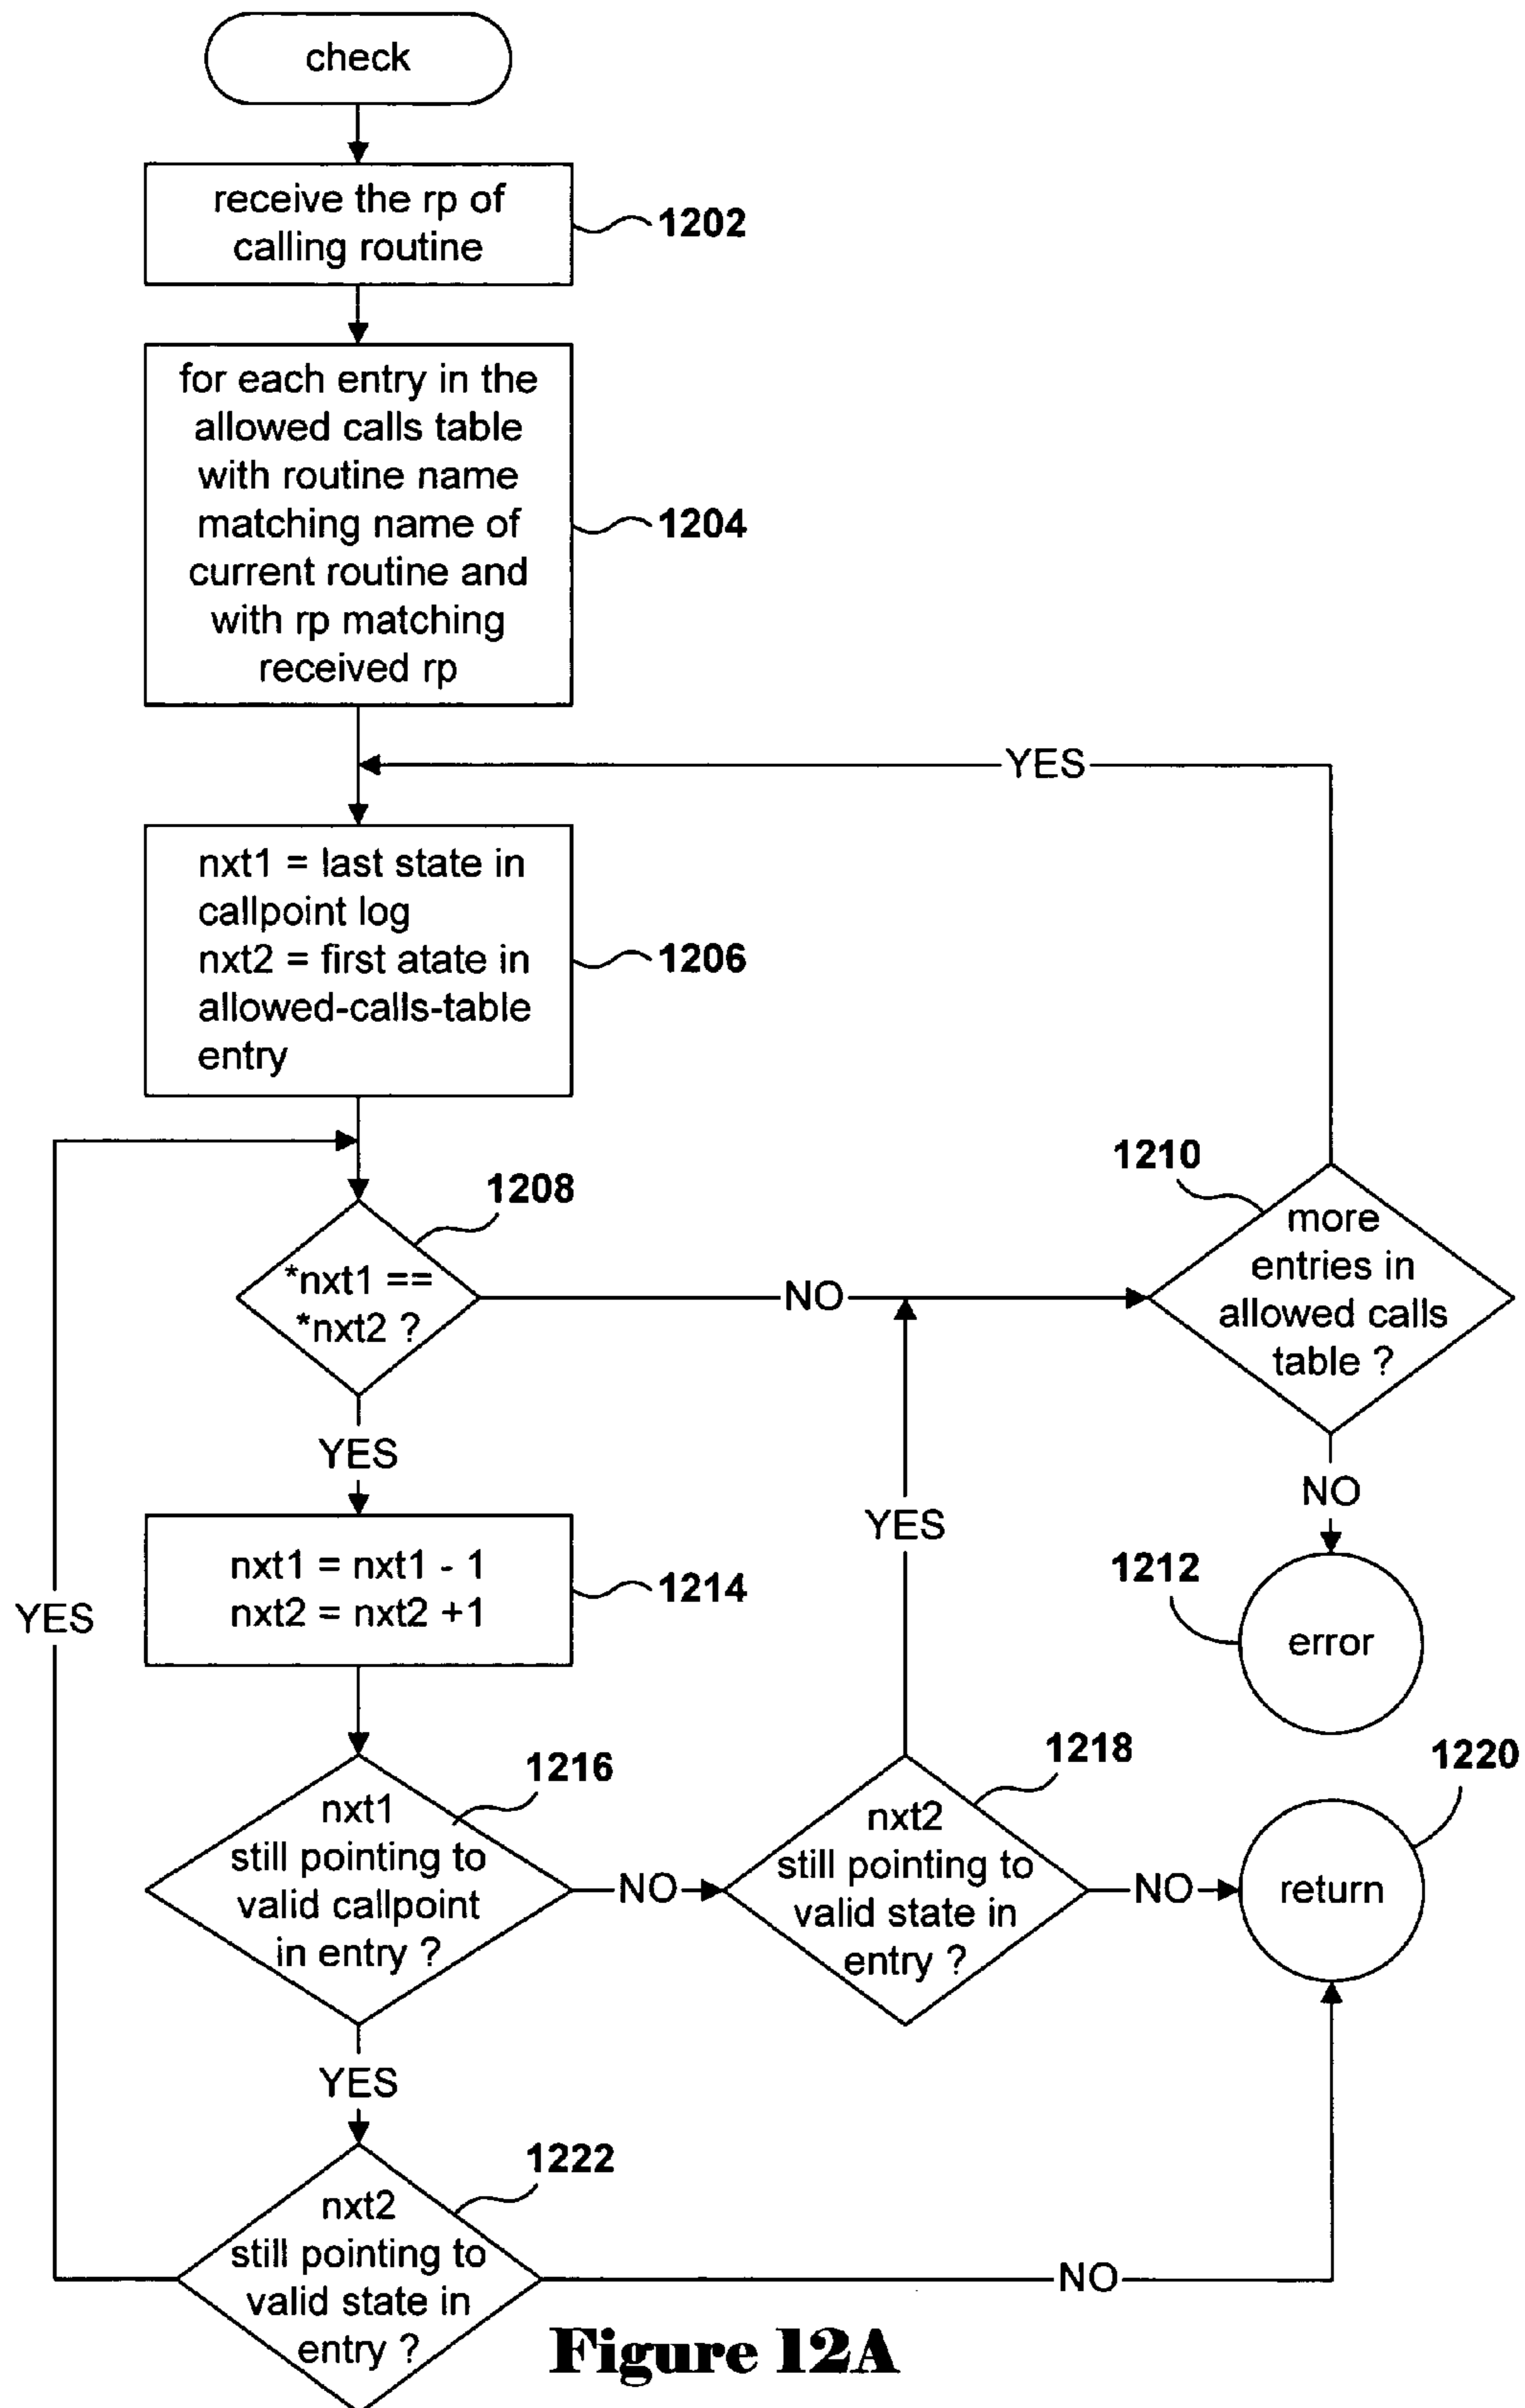 check
receive the rp of
calling routine
1202
for each entry in the
allowed calls table
with routine name
matching name of
current routine and
with rp matching
received rp
1204
YES
nxt1 = last state in
callpoint log
nxt2 = first atate in
allowed-calls-table
entry
1206
1208
*nxt1 ==
*nxt2 ?
NO
1210
more
entries in
allowed calls
table ?
YES
NO
YES
nxt1 = nxt1 - 1
nxt2 = nxt2 +1
1214
1212
error
YES
1216
nxt1
still pointing to
valid callpoint
in entry ?
NO
1218
nxt2
still pointing to
valid state in
entry ?
NO
1220
return
YES
1222
nxt2
still pointing to
valid state in
entry ?
NO
Figure 12A